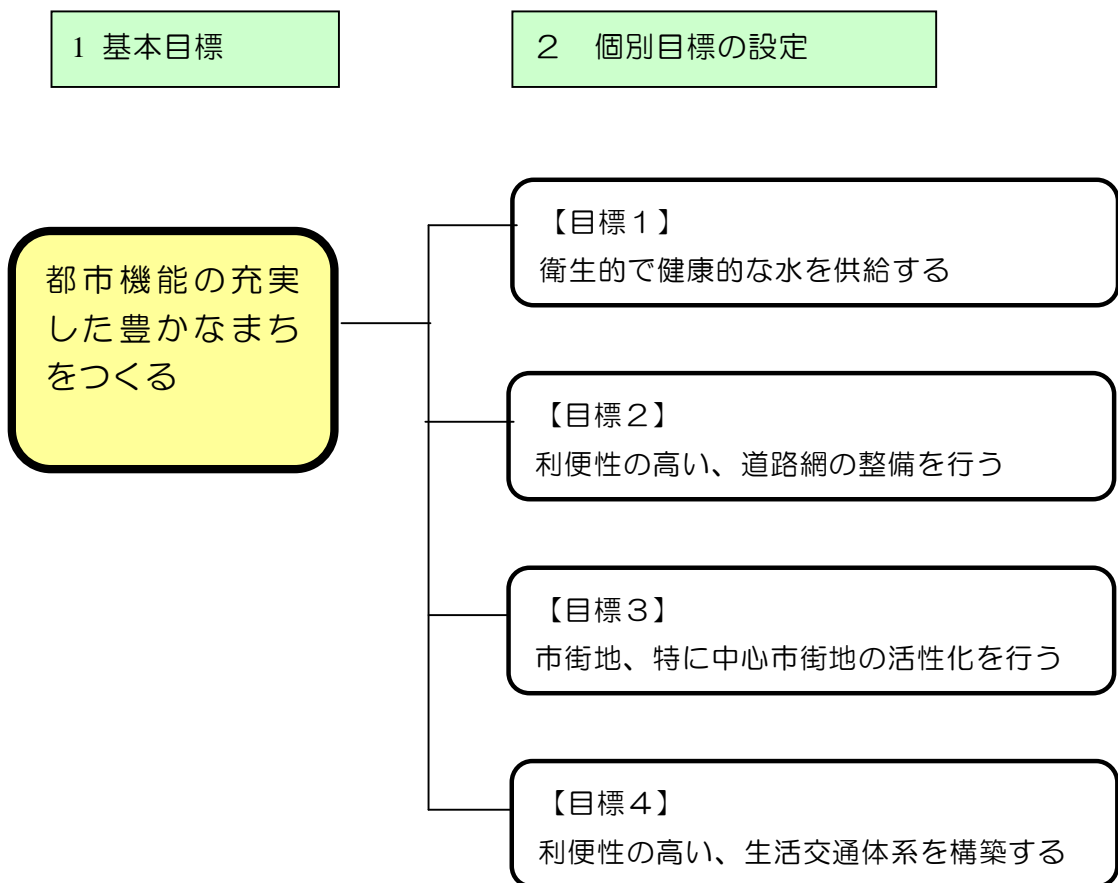 1 基本目標
２　個別目標の設定
都市機能の充実
した豊かなまち
をつくる
【目標１】
衛生的で健康的な水を供給する
【目標２】
利便性の高い、道路網の整備を行う
【目標３】
市街地、特に中心市街地の活性化を行う
【目標４】
利便性の高い、生活交通体系を構築する